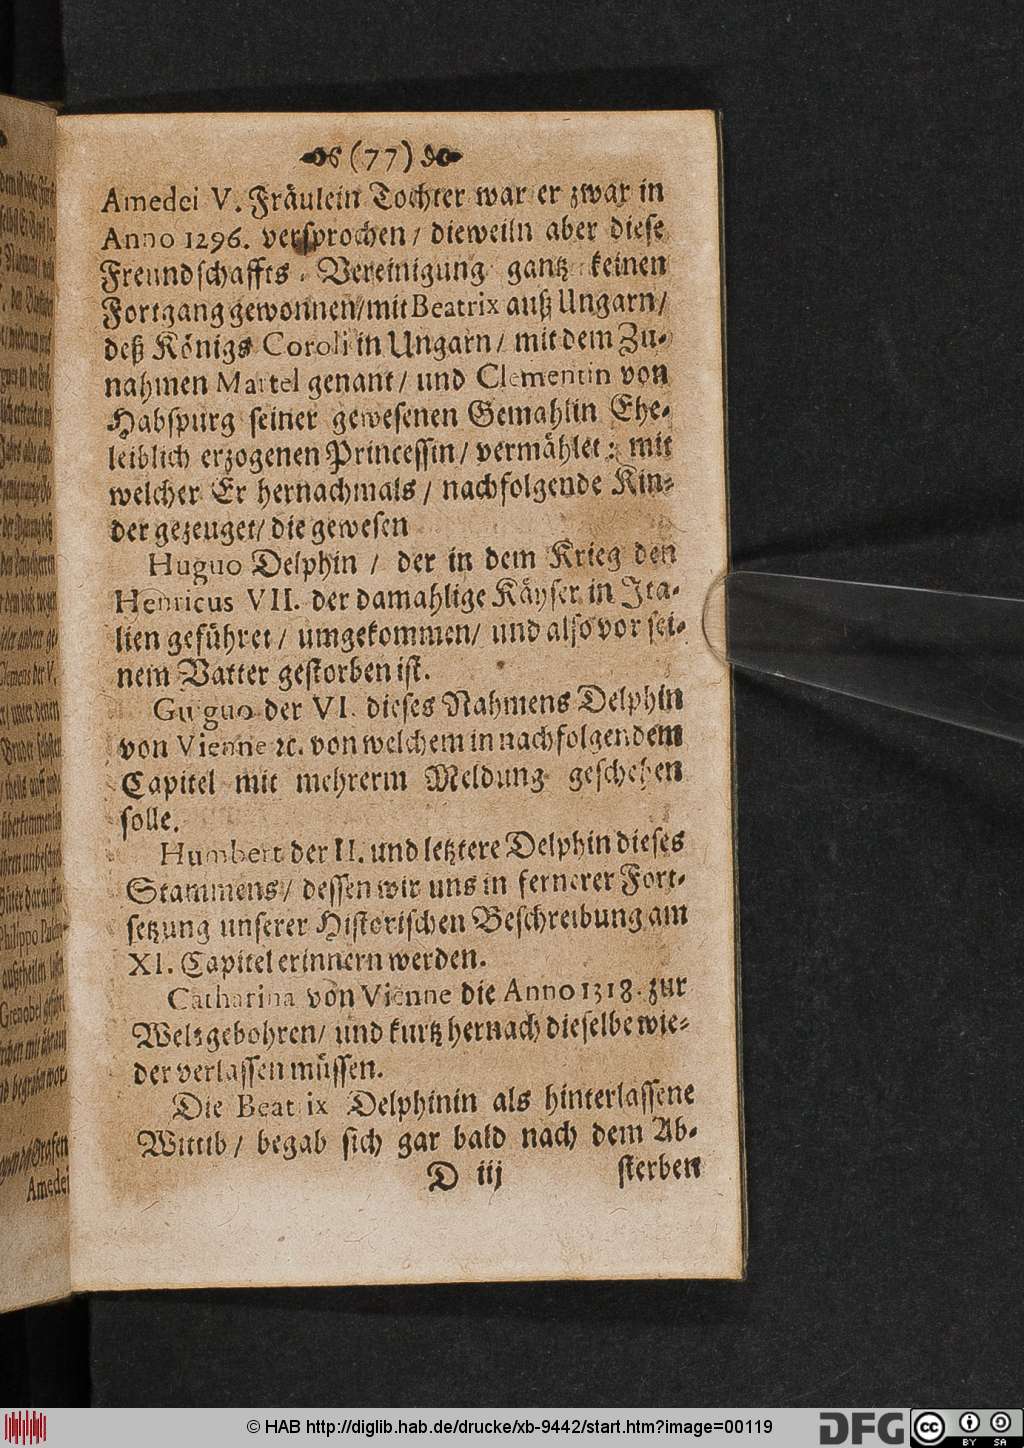 (77)
Amedei V. Fräulein Tochter war er zwar in
Anno 1296. versprochen / dieweiln aber diese
Freundschaffts-Vereinigung gantz keinen
Fortgang gewonnen/mit Beatrix auß Ungarn/
deß Königs Coroli in Ungarn / mit dem Zu-
nahmen Martel genant / und Clementin von
Habspurg seiner gewesenen Gemahlin Ehe-
leiblich erzogenen Princessin / vermählet; mit
welcher Er hernachmals / nachfolgende Kin-
der gezeuget/ die gewesen
Huguo Delphin / der in dem Krieg den
Henricus VII. der damahlige Käyser in Ita-
lien geführet / umgekommen/ und also vor sei-
nem Vatter gestorben ist.
Guiguo der VI. dieses Nahmens Delphin
von Vienne ꝛc. von welchem in nachfolgendem
Capitel mit mehrerm Meldung geschehen
solle.
Humbert der II. und letztere Delphin dieses
Stammens/ dessen wir uns in fernerer Fort-
setzung unserer Historischen Beschreibung am
XI. Capitel erinnern werden.
Catharina von Vienne die Anno 1318. zur
Welt gebohren/ und kurtz hernach dieselbe wie-
der verlassen müssen.
Die Beatrix Delphinin als hinterlassene
Wittib / begab sich gar bald nach dem Ab-
D iij sterben
Amedei
© HAB http://diglib.hab.de/drucke/xb-9442/start.htm?image=00119
DFG
cc BY SA